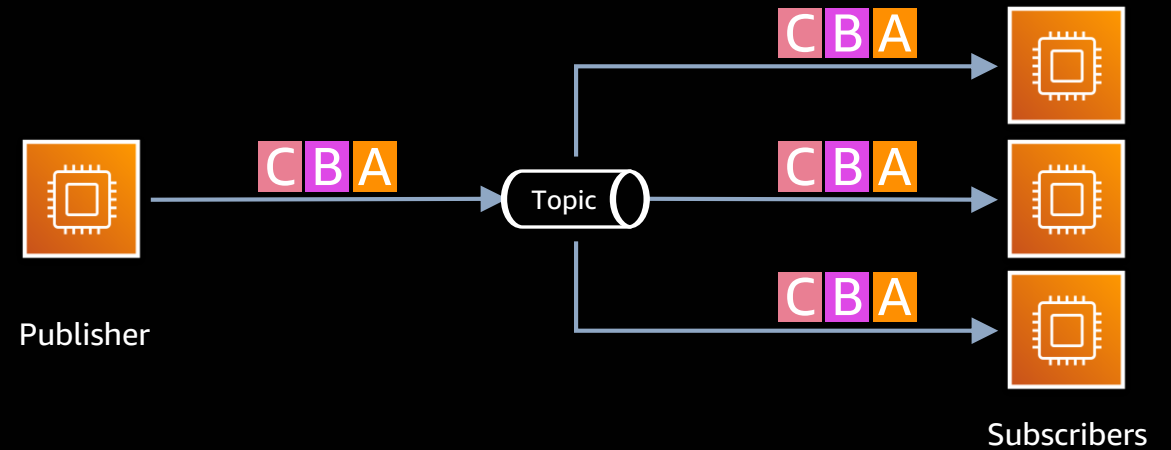 C B A
C B A
Topic
C B A
C B A
Publisher
Subscribers